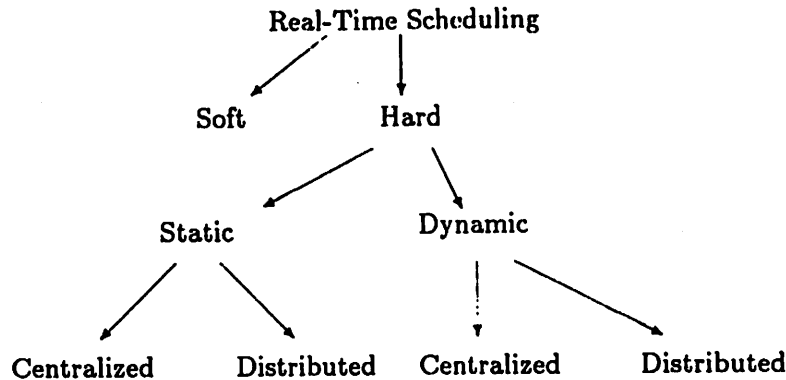 Real-Time Scheduling
Soft Hard
Static Dynamic
Centralized Distributed Centralized Distributed